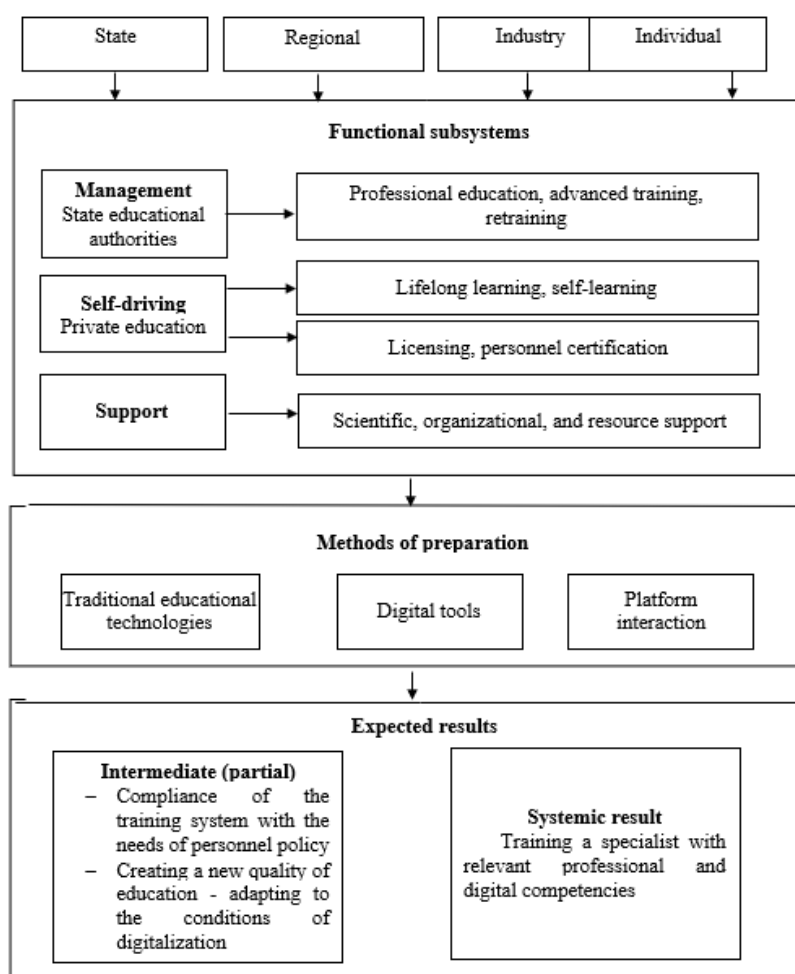 State
Regional
Industry
Individual
Functional subsystems
Management
State educational
authorities
Professional education, advanced training,
retraining
Self-driving
Private education
Lifelong learning, self-learning
Licensing, personnel certification
Support
Scientific, organizational, and resource support
Methods of preparation
Traditional educational
technologies
Digital tools
Platform
interaction
Expected results
Intermediate (partial)
– Compliance of the
training system with the
needs of personnel policy
– Creating a new quality of
education - adapting to
the conditions of
digitalization
Systemic result
Training a specialist with
relevant professional and
digital competencies